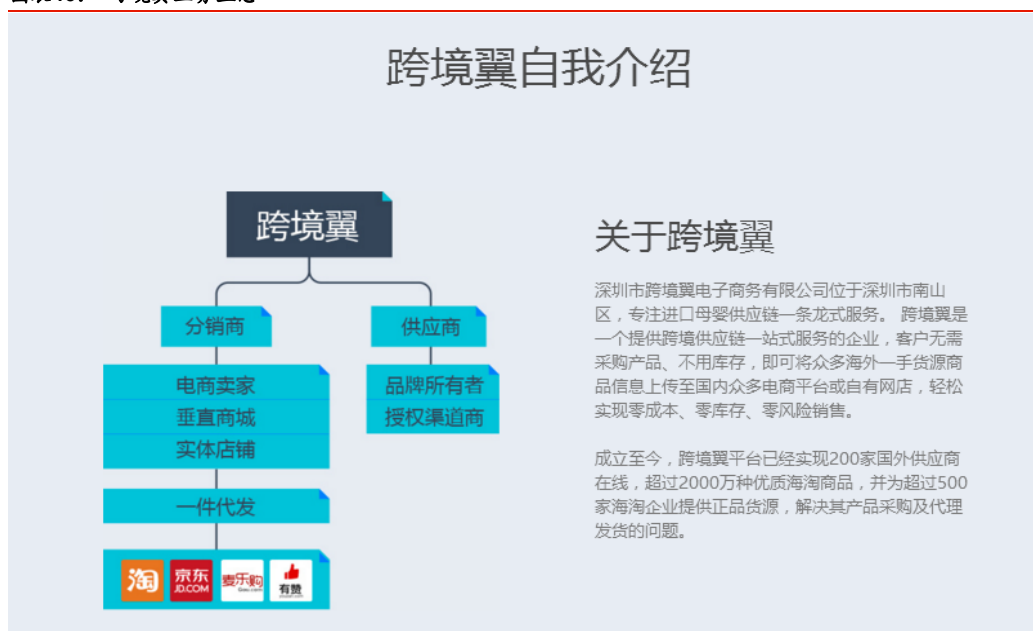 跨境翼自我介绍
跨境翼
分销商
供应商
电商卖家
垂直商城
实体店铺
品牌所有者
授权渠道商
一件代发
淘
京东
JD.COM
麦乐购
有赞
关于跨境翼
深圳市跨境翼电子商务有限公司位于深圳市南山
区，专注进口母婴供应链一条龙式服务。 跨境翼是
一个提供跨境供应链一站式服务的企业，客户无需
采购产品、不用库存，即可将众多海外一手货源商
品信息上传至国内众多电商平台或自有网店，轻松
实现零成本、零库存、零风险销售。
成立至今，跨境翼平台已经实现200家国外供应商
在线，超过2000万种优质海淘商品，并为超过500
家海淘企业提供正品货源，解决其产品采购及代理
发货的问题。